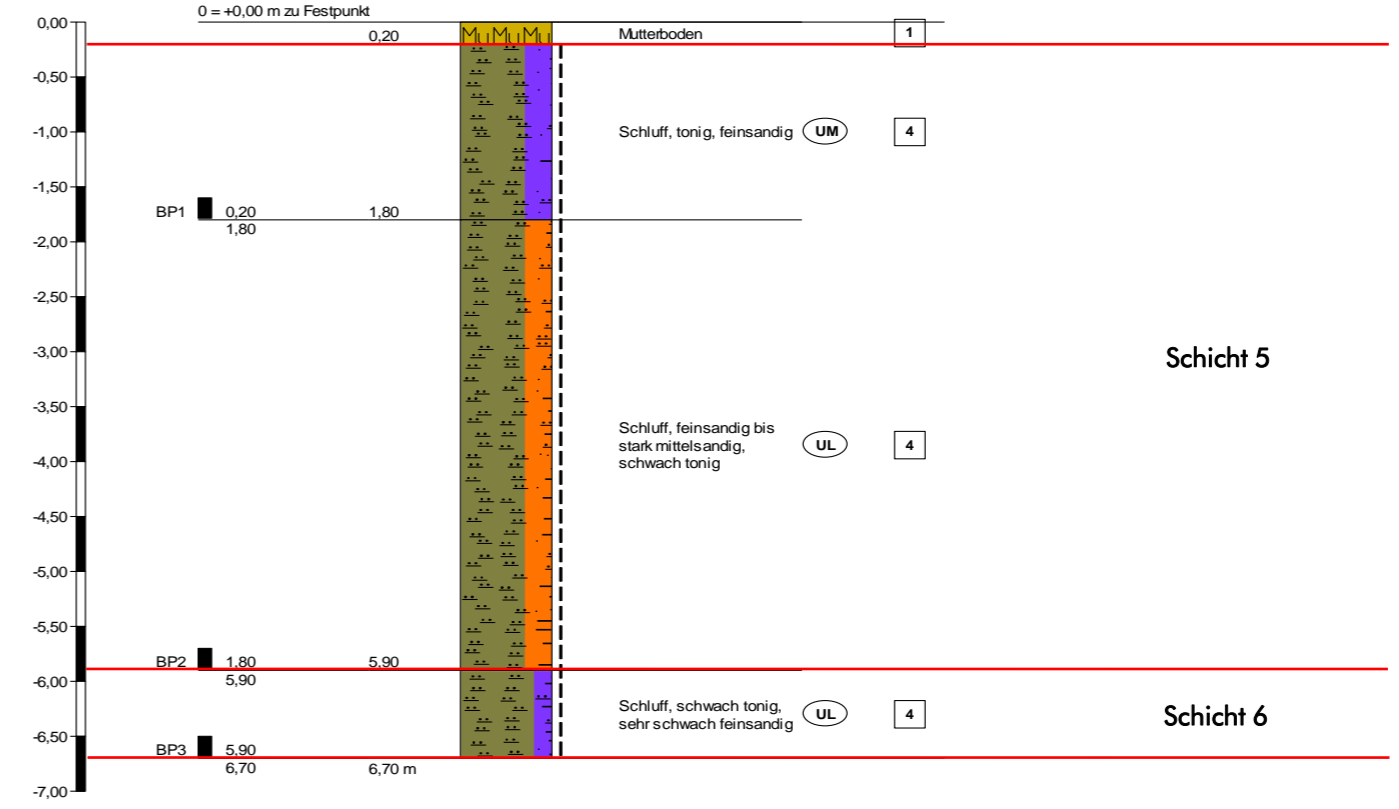 0 = +0,00 m zu Festpunkt
0,00
0,20
Mu Mu Mu
Mutterboden
1
-0,50
-1,00
Schluff, tonig, feinsandig
UM
4
-1,50
BP1
0,20
1,80
1,80
-2,00
-2,50
-3,00
Schicht 5
-3,50
Schluff, feinsandig bis
stark mittelsandig,
schwach tonig
UL
4
-4,00
-4,50
-5,00
-5,50
BP2
1,80
5,90
5,90
-6,00
Schluff, schwach tonig,
sehr schwach feinsandig
UL
4
Schicht 6
-6,50
BP3
5,90
6,70
6,70 m
-7,00